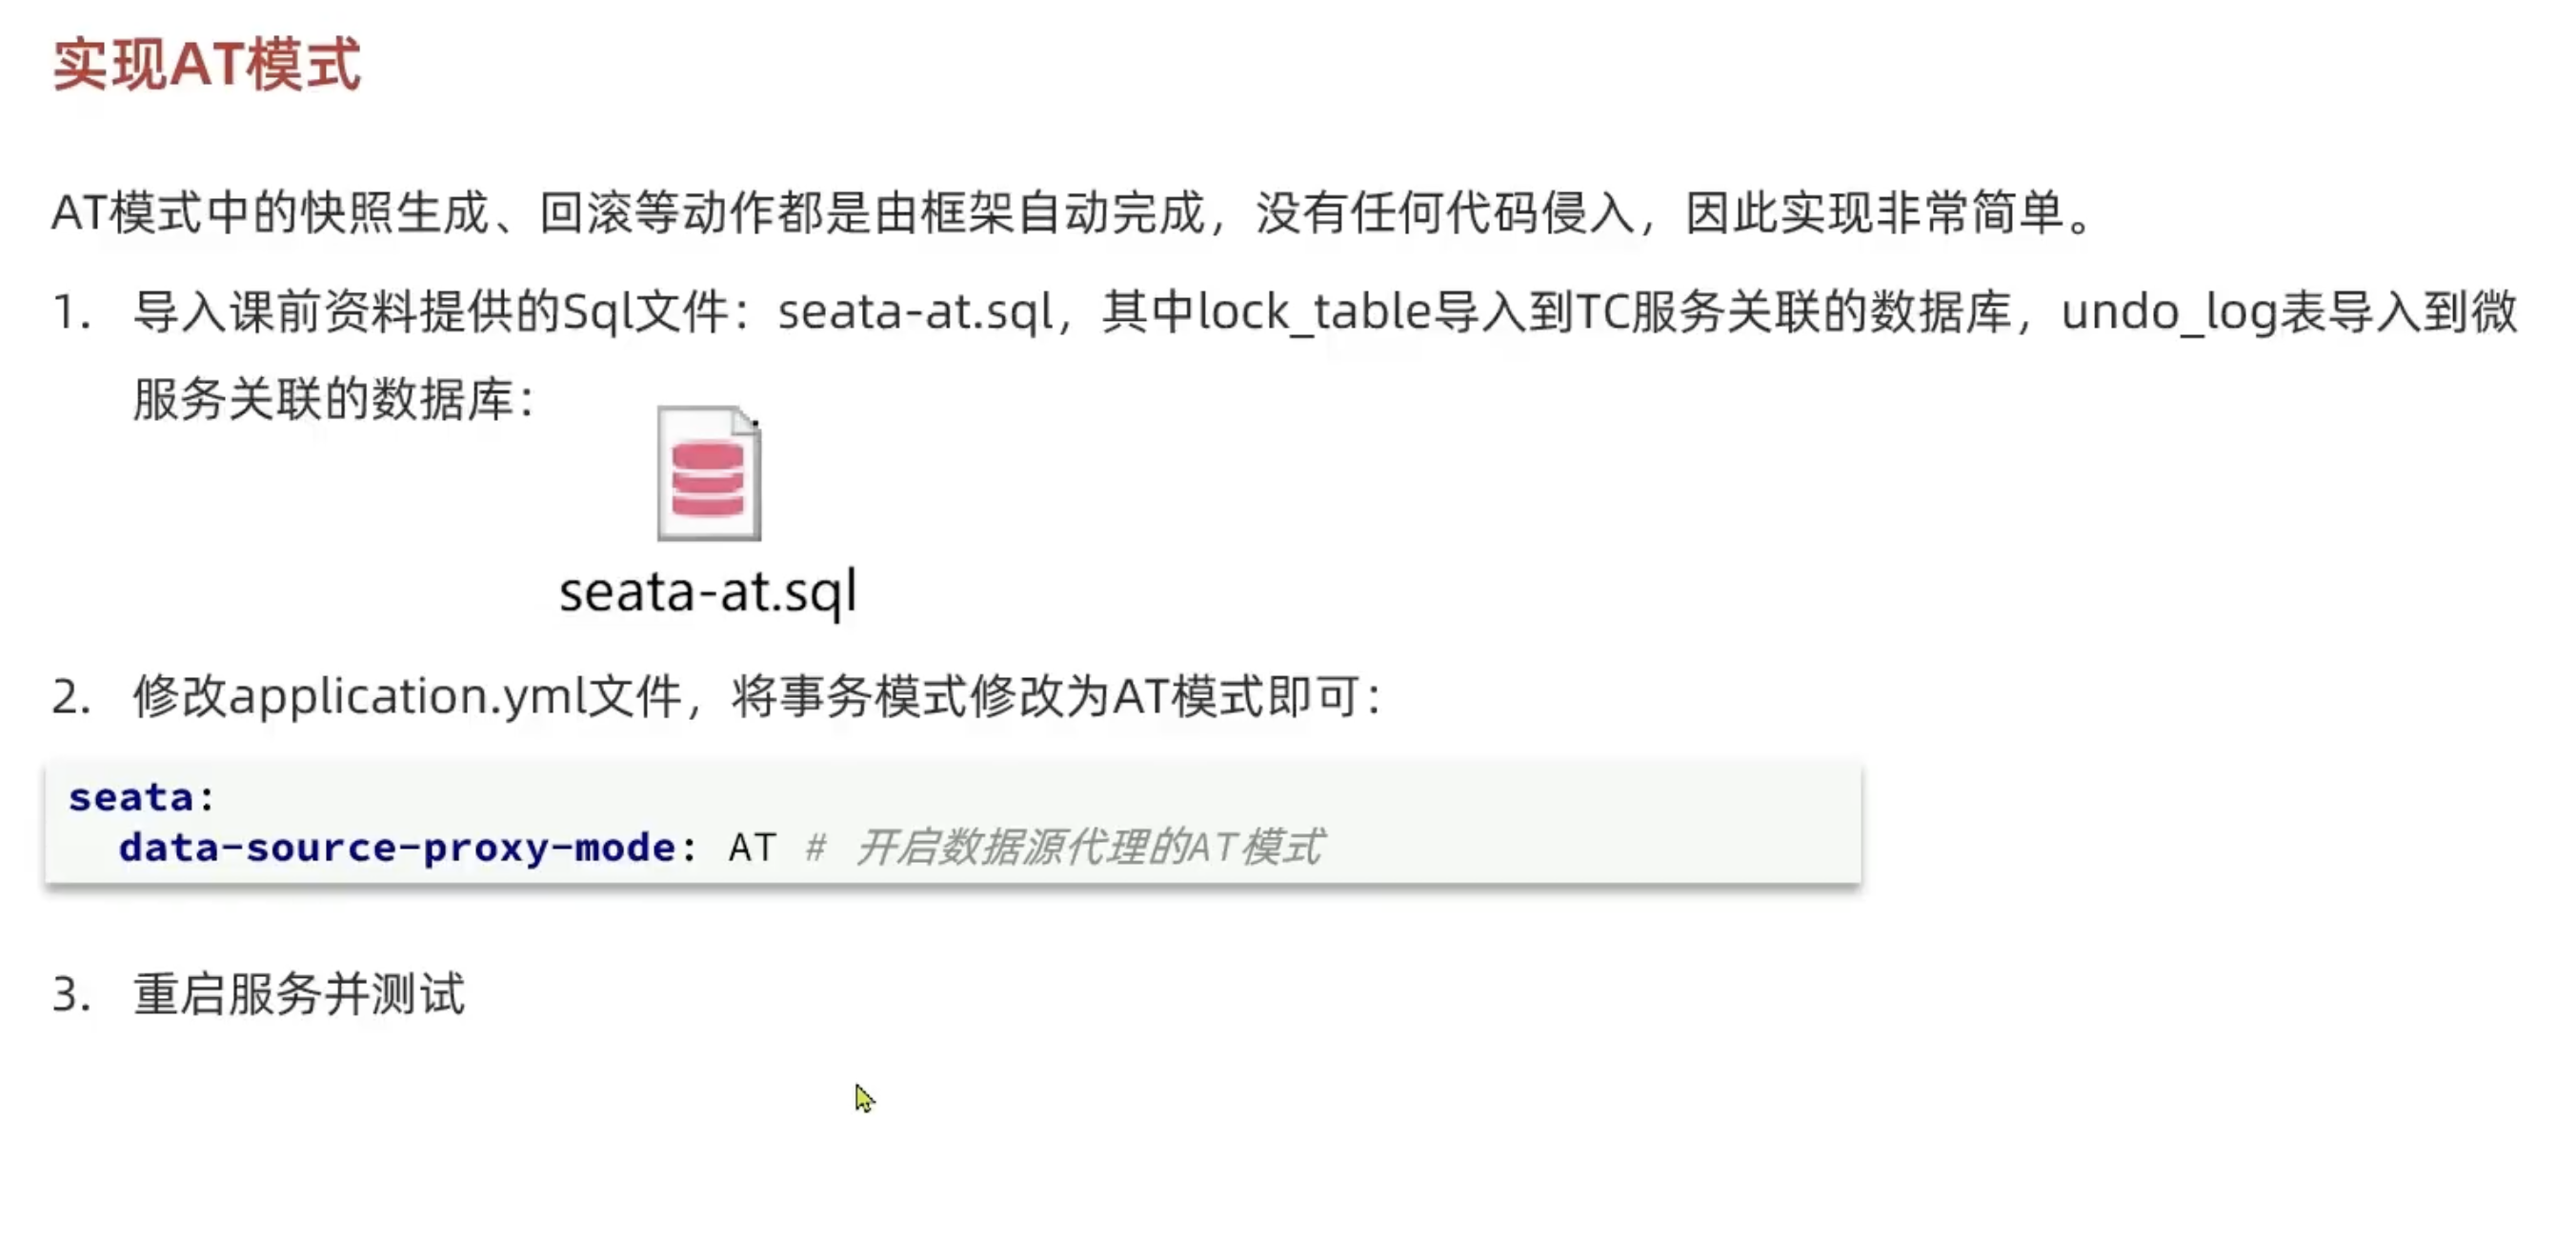 实现AT模式
AT模式中的快照生成、回滚等动作都是由框架自动完成，没有任何代码侵入，因此实现非常简单。
1. 导入课前资料提供的Sql文件：seata-at.sql，其中lock_table导入到TC服务关联的数据库，undo_log表导入到微
服务关联的数据库：
seata-at.sql
2. 修改application.yml文件，将事务模式修改为AT模式即可：
seata:
  data-source-proxy-mode: AT # 开启数据源代理的AT模式
3. 重启服务并测试